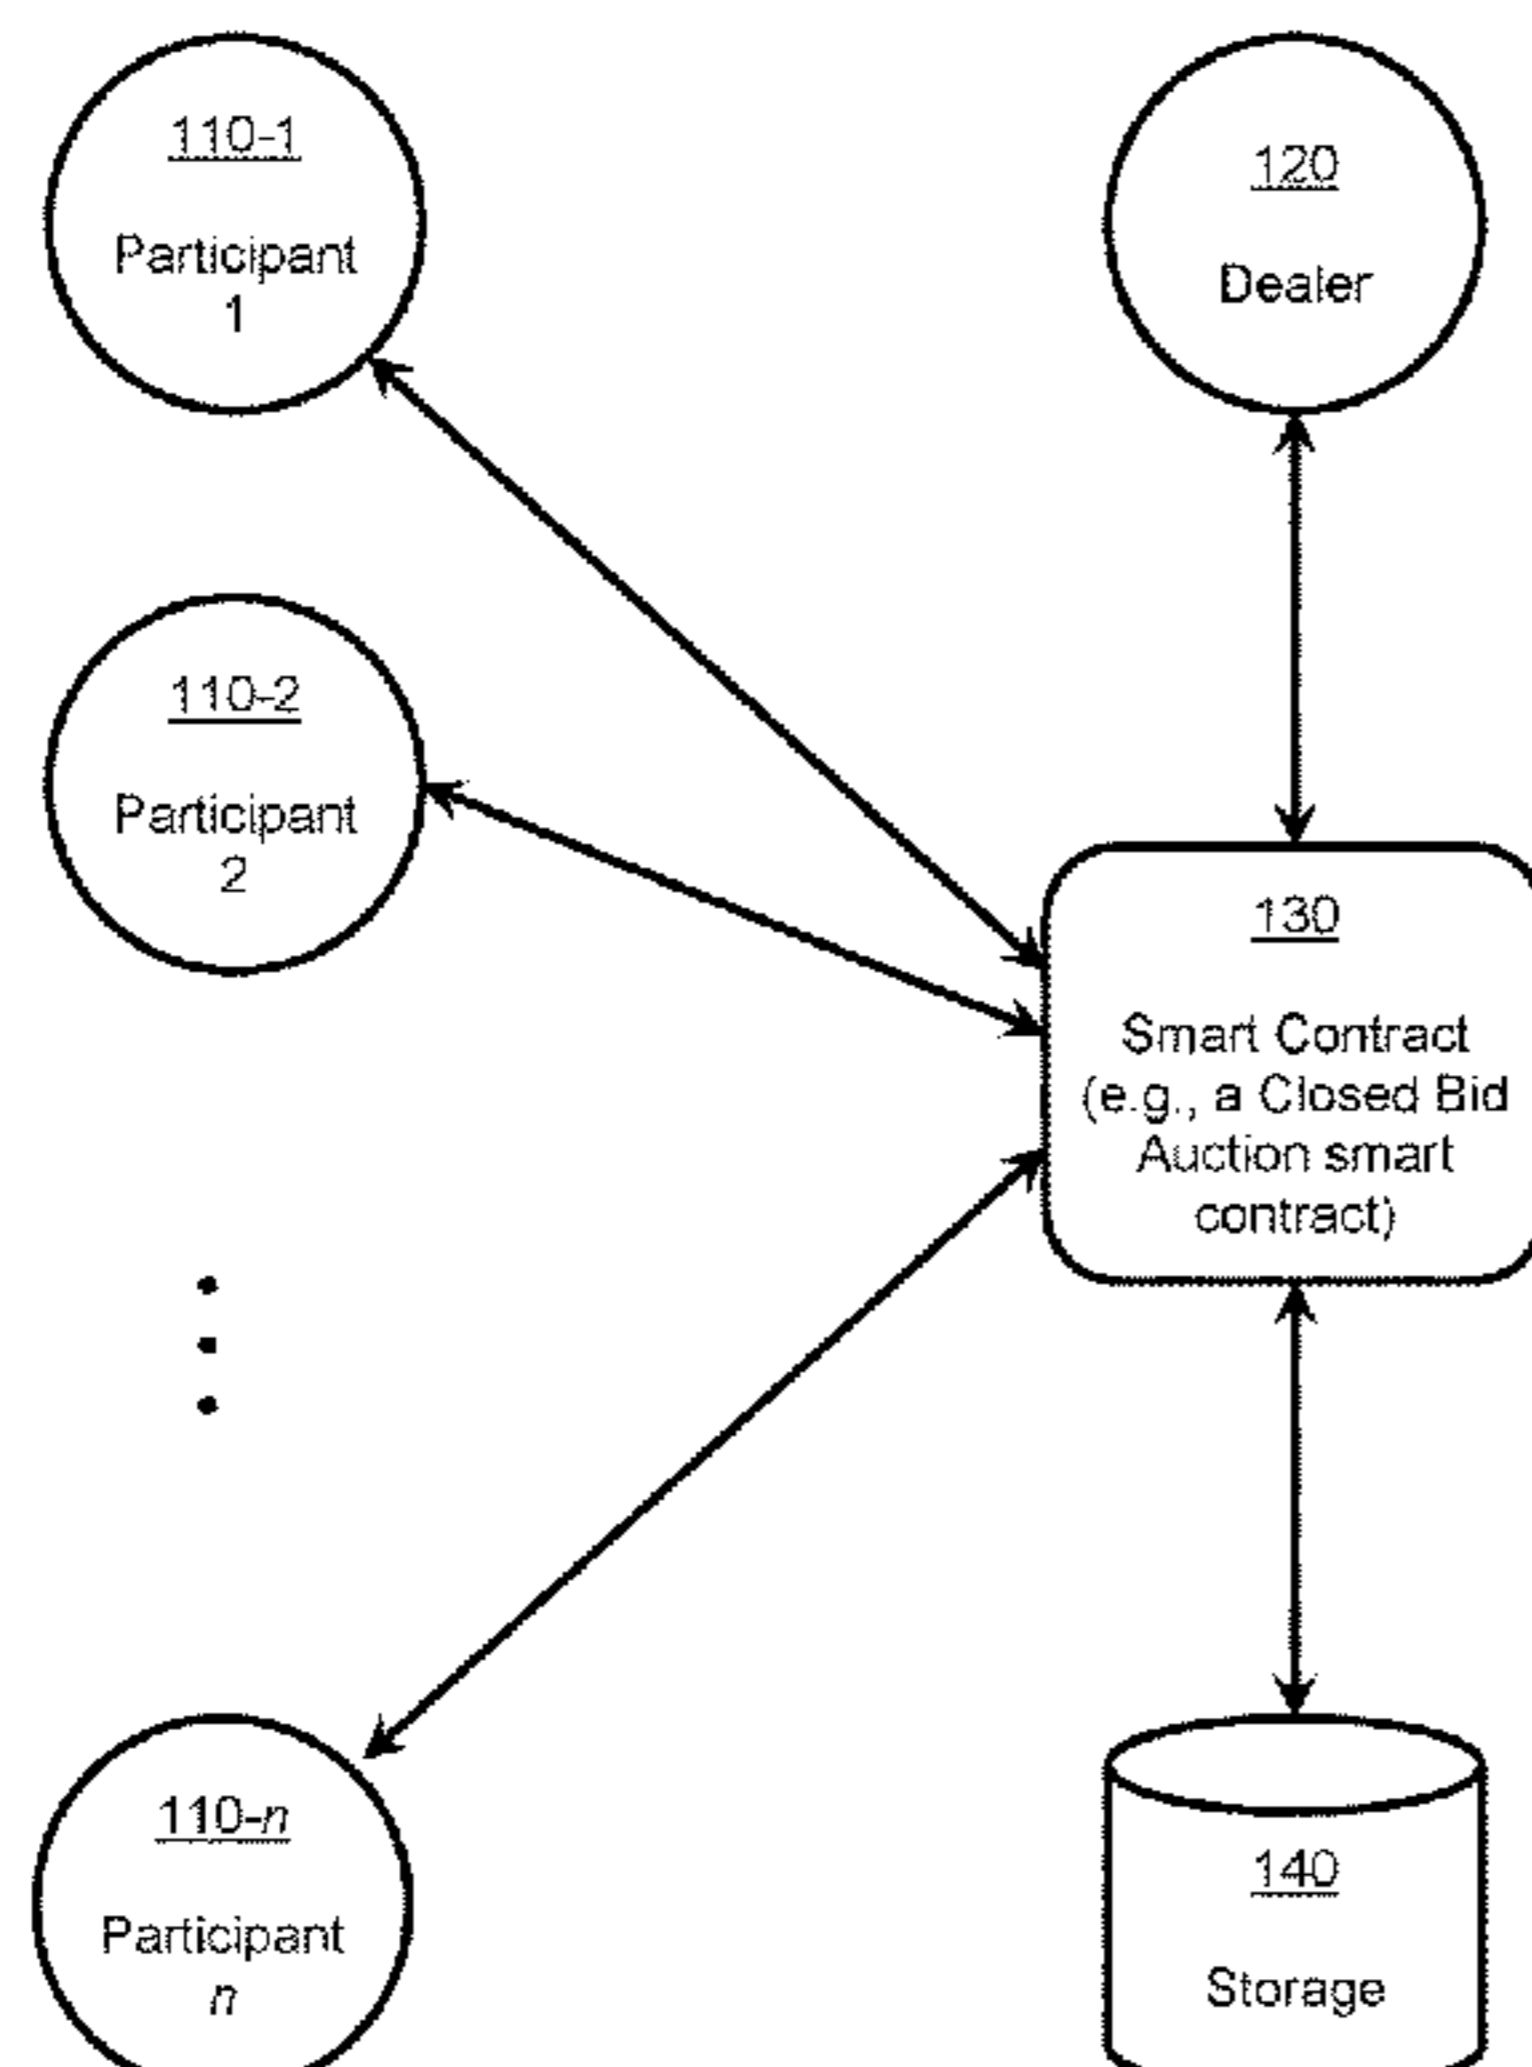 110-1
Participant
1
120
Dealer
110-2
Participant
2
130
Smart Contract
(e.g., a Closed Bid
Auction smart
contract)
110-n
Participant
n
140
Storage